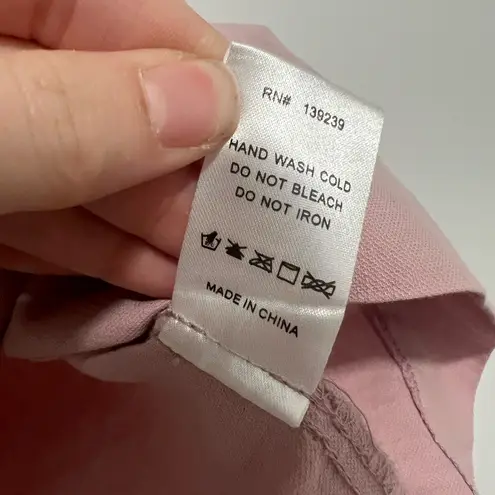 RN# 139239
HAND WASH COLD
DO NOT BLEACH
DO NOT IRON
MADE IN CHINA